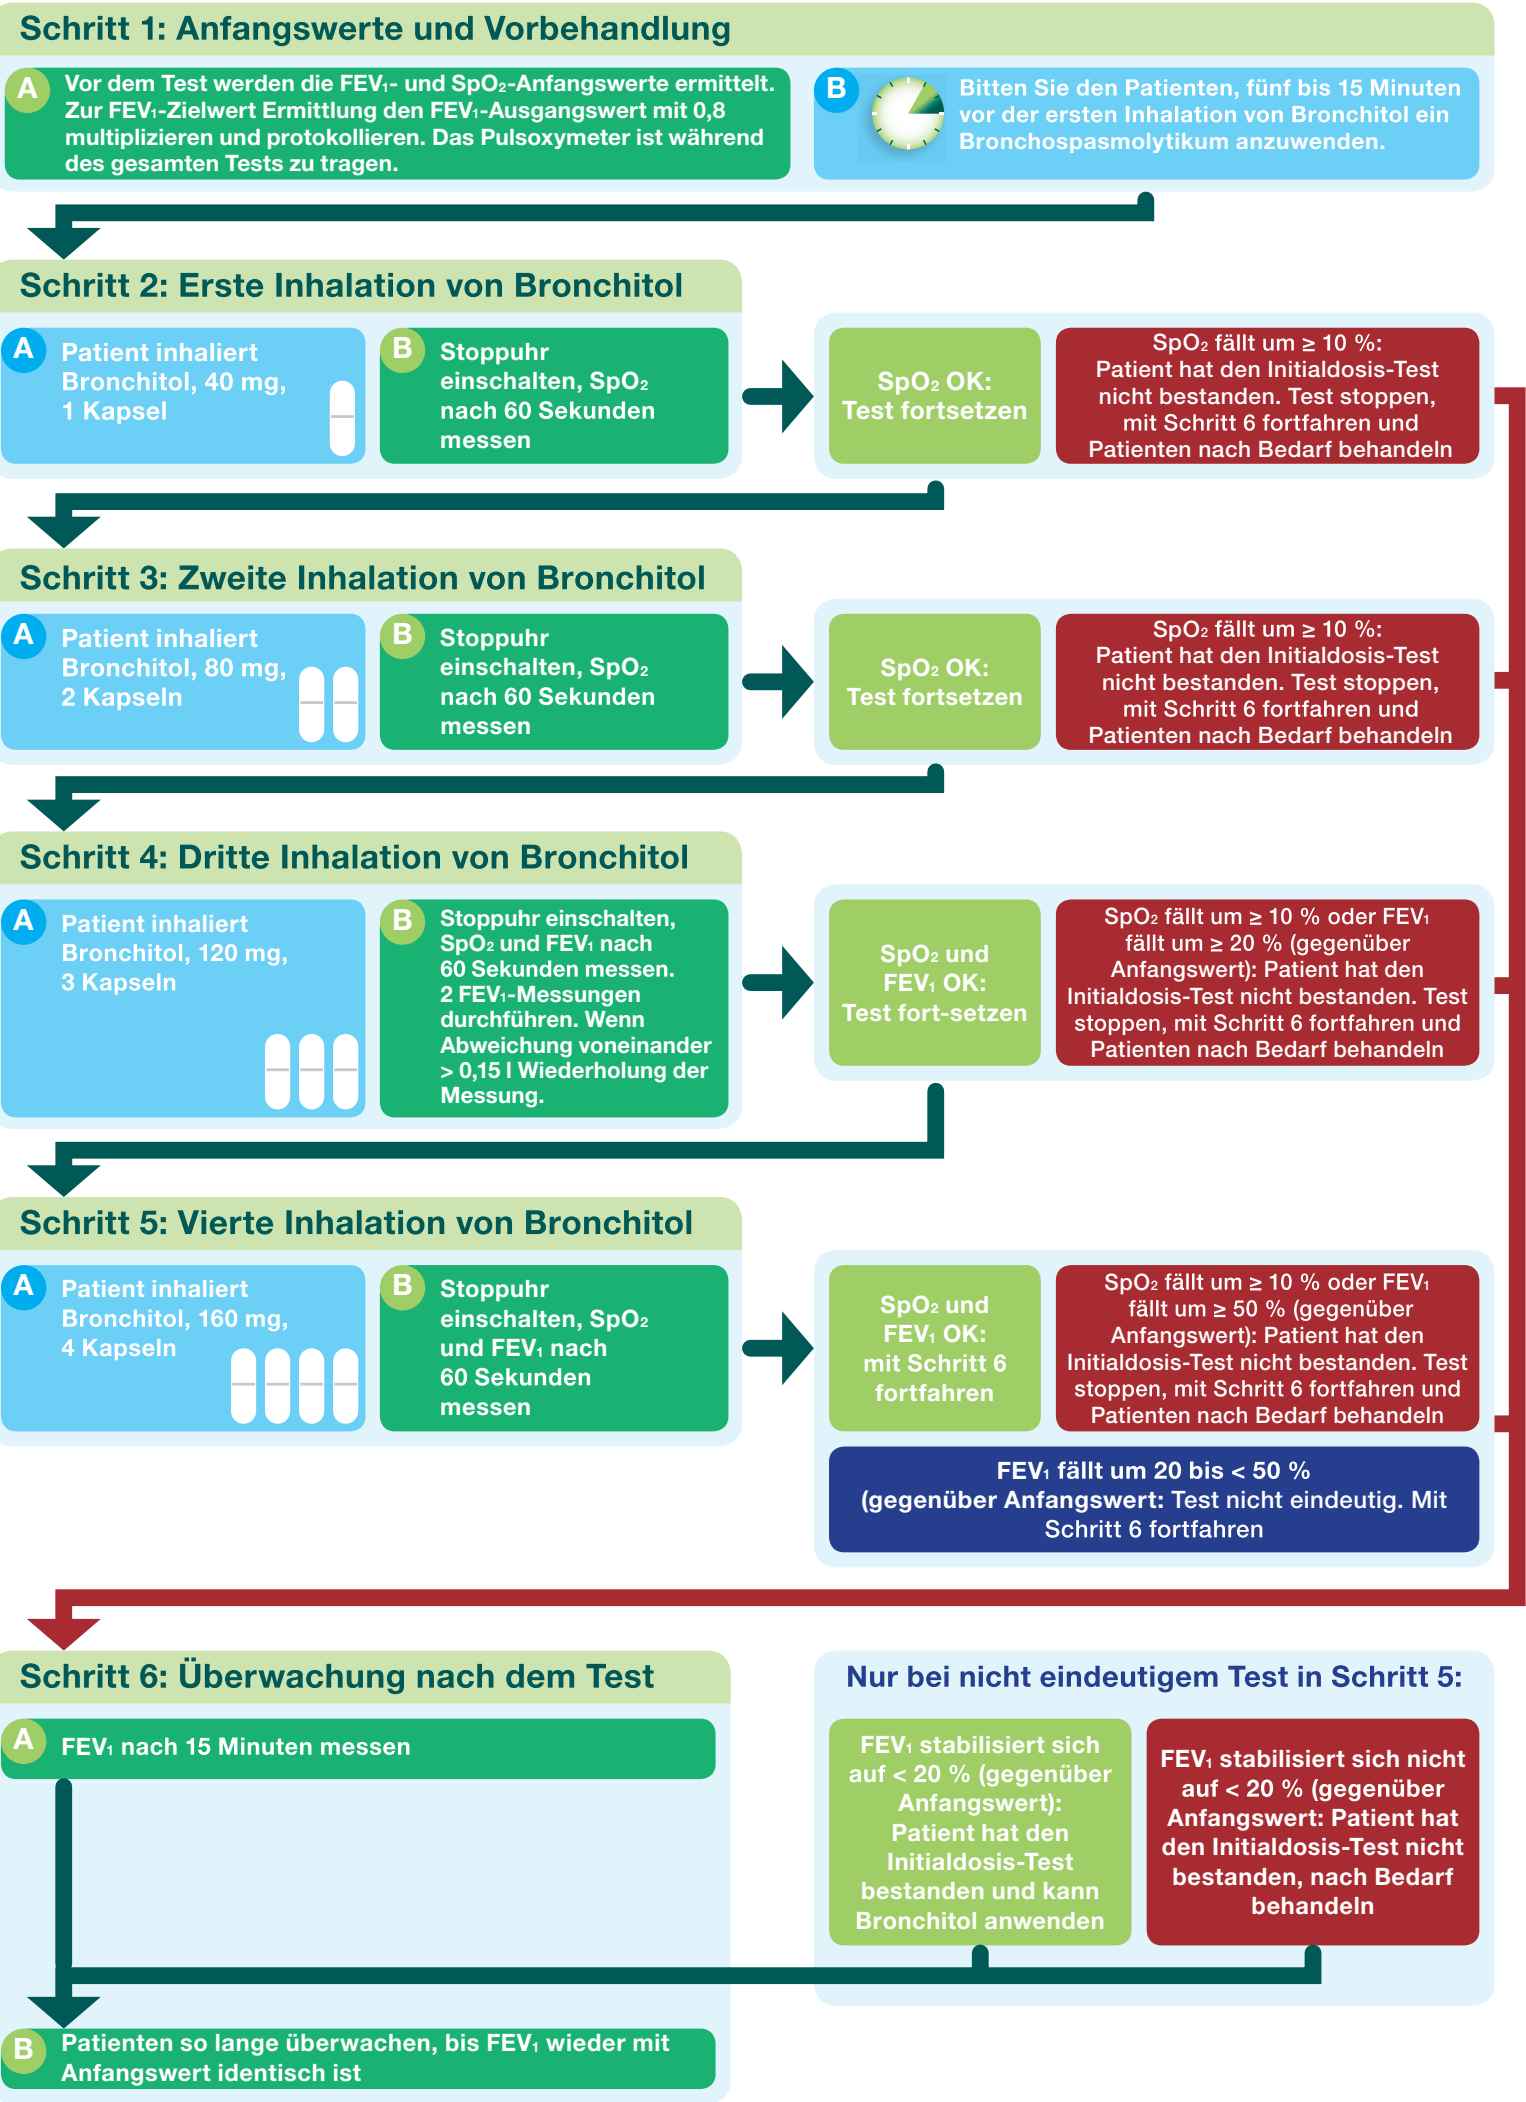 Schritt 1: Anfangswerte und Vorbehandlung
A
Vor dem Test werden die FEV₁- und SpO₂-Anfangswerte ermittelt.
Zur FEV₁-Zielwert Ermittlung den FEV₁-Ausgangswert mit 0,8
multiplizieren und protokollieren. Das Pulsoxymeter ist während
des gesamten Tests zu tragen.
B
Bitten Sie den Patienten, fünf bis 15 Minuten
vor der ersten Inhalation von Bronchitol ein
Bronchospasmolytikum anzuwenden.
Schritt 2: Erste Inhalation von Bronchitol
A
Patient inhaliert
Bronchitol, 40 mg,
1 Kapsel
B
Stoppuhr
einschalten, SpO₂
nach 60 Sekunden
messen
SpO₂ OK:
Test fortsetzen
SpO₂ fällt um ≥ 10 %:
Patient hat den Initialdosis-Test
nicht bestanden. Test stoppen,
mit Schritt 6 fortfahren und
Patienten nach Bedarf behandeln
Schritt 3: Zweite Inhalation von Bronchitol
A
Patient inhaliert
Bronchitol, 80 mg,
2 Kapseln
B
Stoppuhr
einschalten, SpO₂
nach 60 Sekunden
messen
SpO₂ OK:
Test fortsetzen
SpO₂ fällt um ≥ 10 %:
Patient hat den Initialdosis-Test
nicht bestanden. Test stoppen,
mit Schritt 6 fortfahren und
Patienten nach Bedarf behandeln
Schritt 4: Dritte Inhalation von Bronchitol
A
Patient inhaliert
Bronchitol, 120 mg,
3 Kapseln
B
Stoppuhr einschalten,
SpO₂ und FEV₁ nach
60 Sekunden messen.
2 FEV₁-Messungen
durchführen. Wenn
Abweichung voneinander
> 0,15 l Wiederholung der
Messung.
SpO₂ und
FEV₁ OK:
Test fort-setzen
SpO₂ fällt um ≥ 10 % oder FEV₁
fällt um ≥ 20 % (gegenüber
Anfangswert): Patient hat den
Initialdosis-Test nicht bestanden. Test
stoppen, mit Schritt 6 fortfahren und
Patienten nach Bedarf behandeln
Schritt 5: Vierte Inhalation von Bronchitol
A
Patient inhaliert
Bronchitol, 160 mg,
4 Kapseln
B
Stoppuhr
einschalten, SpO₂
und FEV₁ nach
60 Sekunden
messen
SpO₂ und
FEV₁ OK:
mit Schritt 6
fortfahren
SpO₂ fällt um ≥ 10 % oder FEV₁
fällt um ≥ 50 % (gegenüber
Anfangswert): Patient hat den
Initialdosis-Test nicht bestanden. Test
stoppen, mit Schritt 6 fortfahren und
Patienten nach Bedarf behandeln
FEV₁ fällt um 20 bis < 50 %
(gegenüber Anfangswert: Test nicht eindeutig. Mit
Schritt 6 fortfahren
Schritt 6: Überwachung nach dem Test
A
FEV₁ nach 15 Minuten messen
Nur bei nicht eindeutigem Test in Schritt 5:
FEV₁ stabilisiert sich
auf < 20 % (gegenüber
Anfangswert):
Patient hat den
Initialdosis-Test
bestanden und kann
Bronchitol anwenden
FEV₁ stabilisiert sich nicht
auf < 20 % (gegenüber
Anfangswert: Patient hat
den Initialdosis-Test nicht
bestanden, nach Bedarf
behandeln
B
Patienten so lange überwachen, bis FEV₁ wieder mit
Anfangswert identisch ist